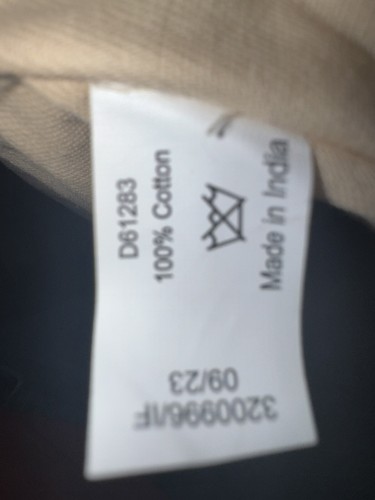 D61283
100% Cotton
Made in India
3200996/IF
09/23